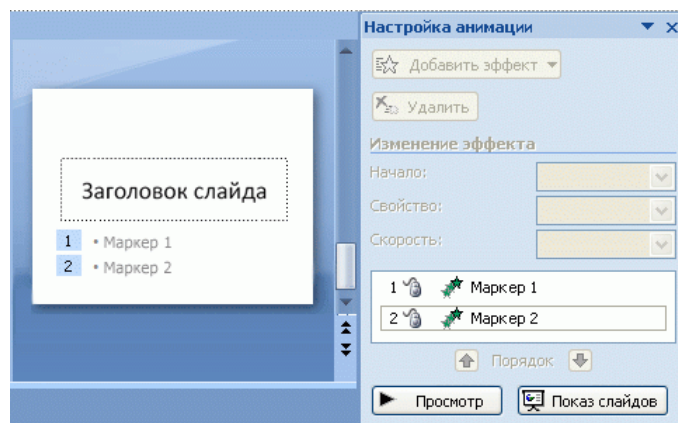 Заголовок слайда
1 • Маркер 1
2 • Маркер 2
Настройка анимации
Добавить эффект
Удалить
Изменение эффекта
Начало:
Свойство:
Скорость:
1 Маркер 1
2 Маркер 2
Порядок
Просмотр
Показ слайдов